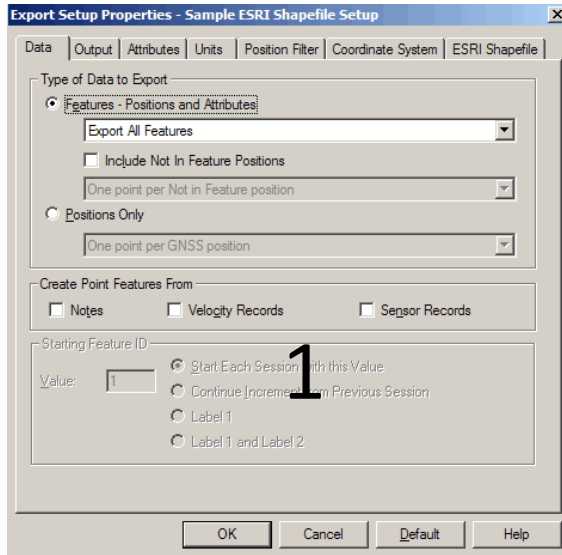 Export Setup Properties - Sample ESRI Shapefile Setup
Data Output Attributes Units Position Filter Coordinate System ESRI Shapefile
Type of Data to Export
Features - Positions and Attributes
Export All Features
Include Not In Feature Positions
One point per Not in Feature position
Positions Only
One point per GNSS position
Create Point Features From
Notes Velocity Records Sensor Records
Starting Feature ID
Value: 1
Start Each Session with this Value
Continue Increment from Previous Session
Label 1
Label 1 and Label 2
1
OK Cancel Default Help